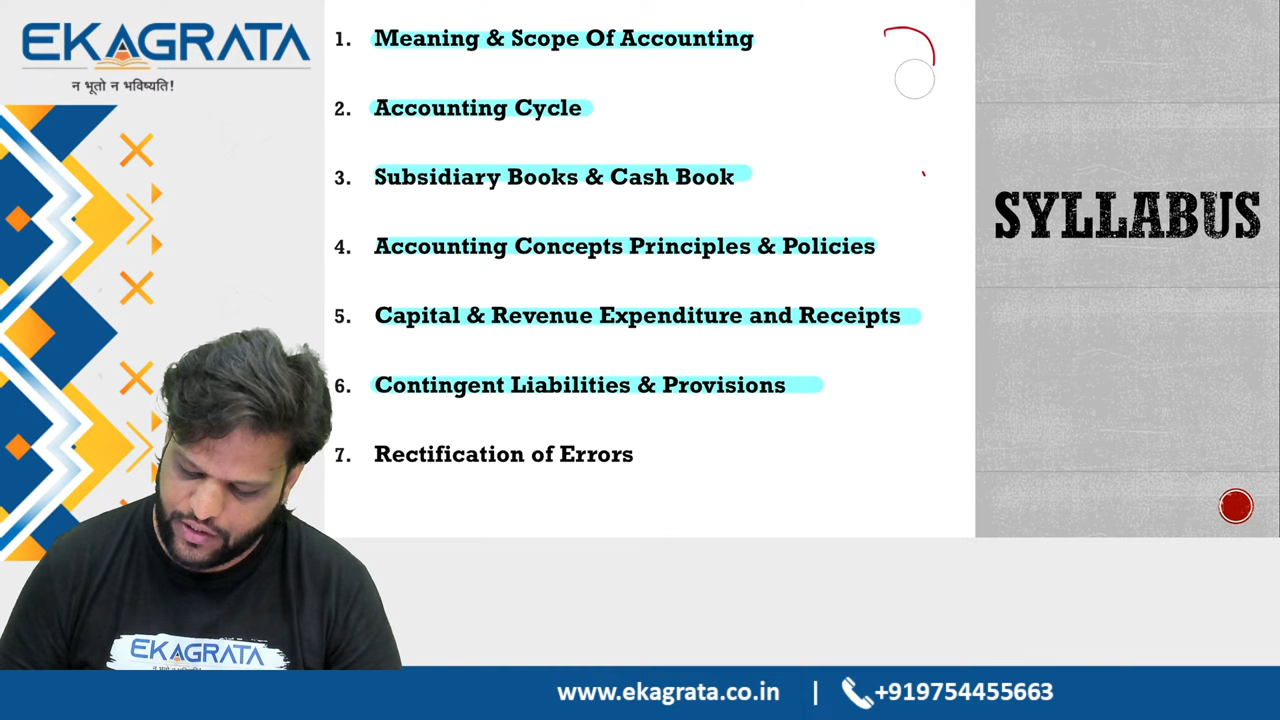 EKAGRATA
न भूतो न भविष्यति!
1. Meaning & Scope Of Accounting
2. Accounting Cycle
3. Subsidiary Books & Cash Book
4. Accounting Concepts Principles & Policies
5. Capital & Revenue Expenditure and Receipts
6. Contingent Liabilities & Provisions
7. Rectification of Errors
SYLLABUS
EKAGRATA
न भूतो न भविष्यति!
www.ekagrata.co.in | +919754455663